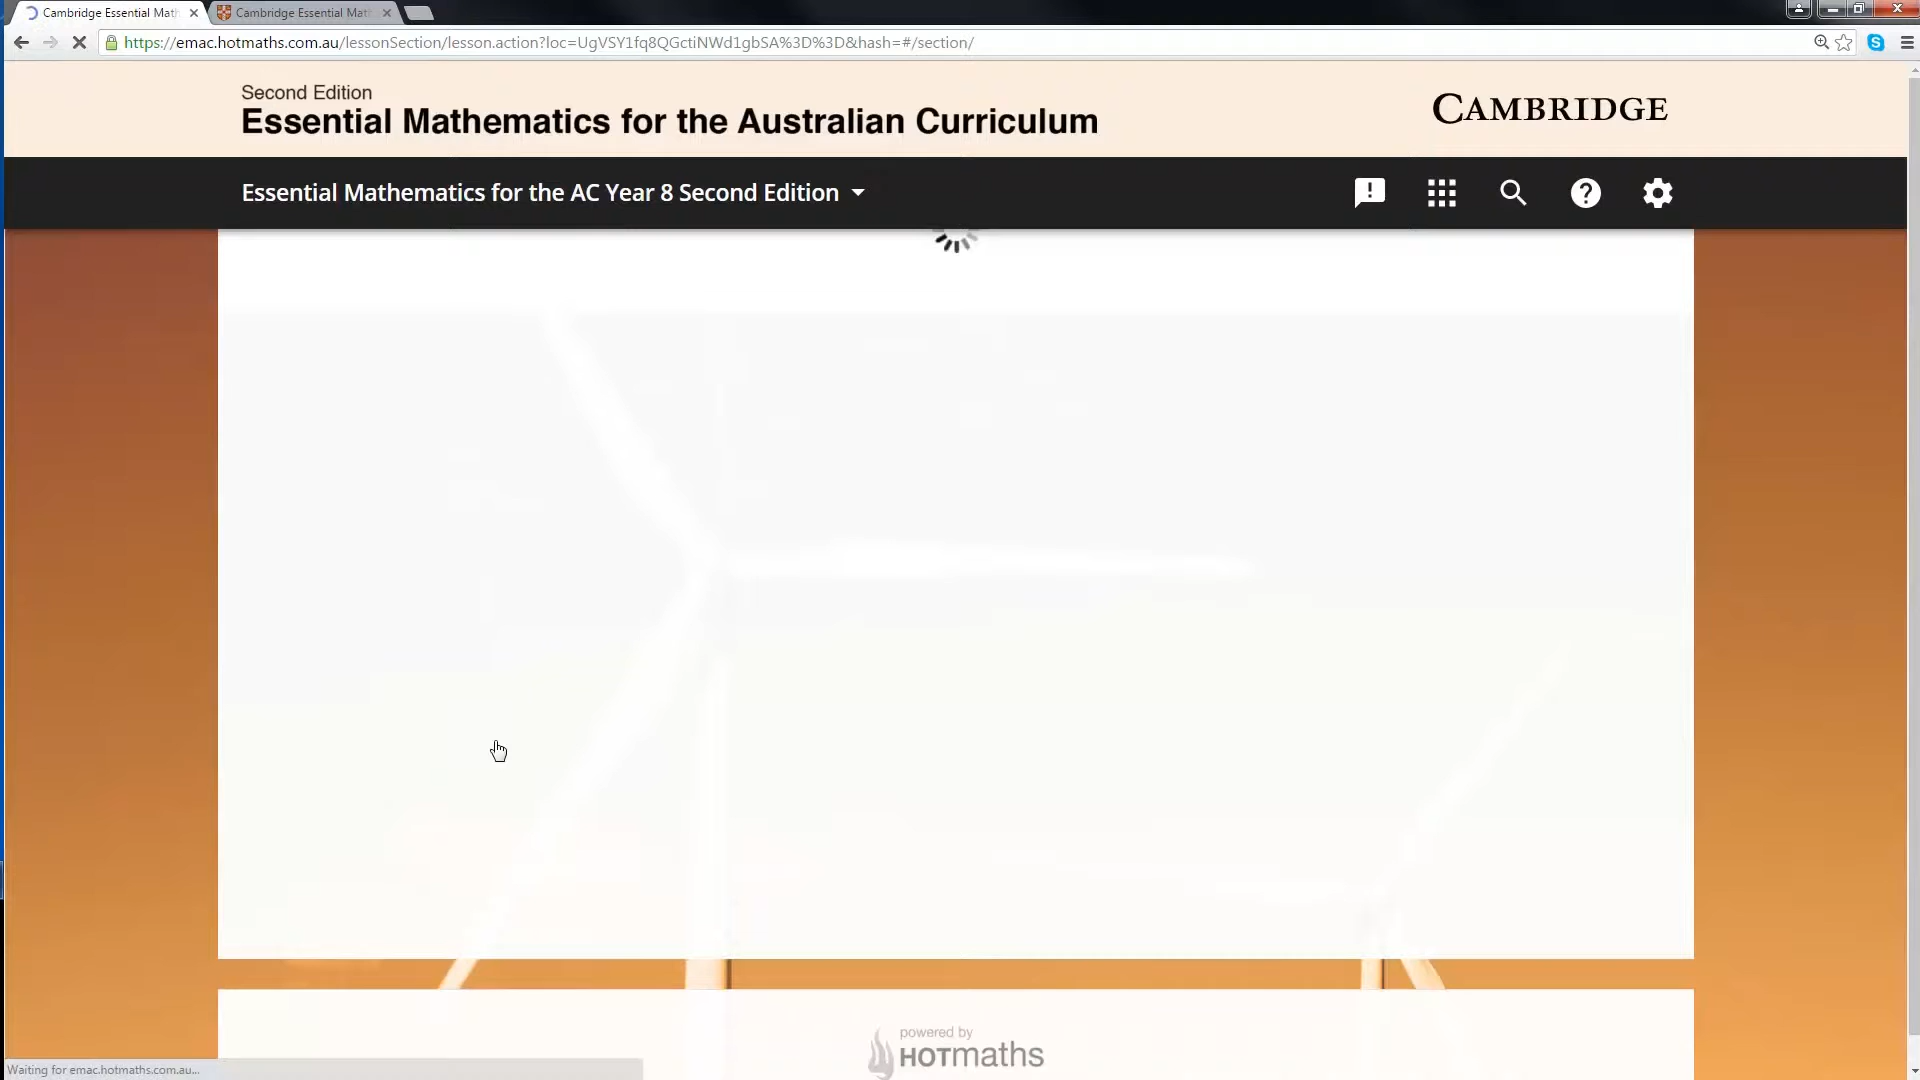 Cambridge Essential Math
Cambridge Essential Math
https://emac.hotmaths.com.au/lessonSection/lesson.action?loc=UgVSY1fq8QGctiNWd1gbSA%3D%3D&hash=#/section/
Second Edition
Essential Mathematics for the Australian Curriculum
CAMBRIDGE
Essential Mathematics for the AC Year 8 Second Edition
powered by
HOTmaths
Waiting for emac.hotmaths.com.au...